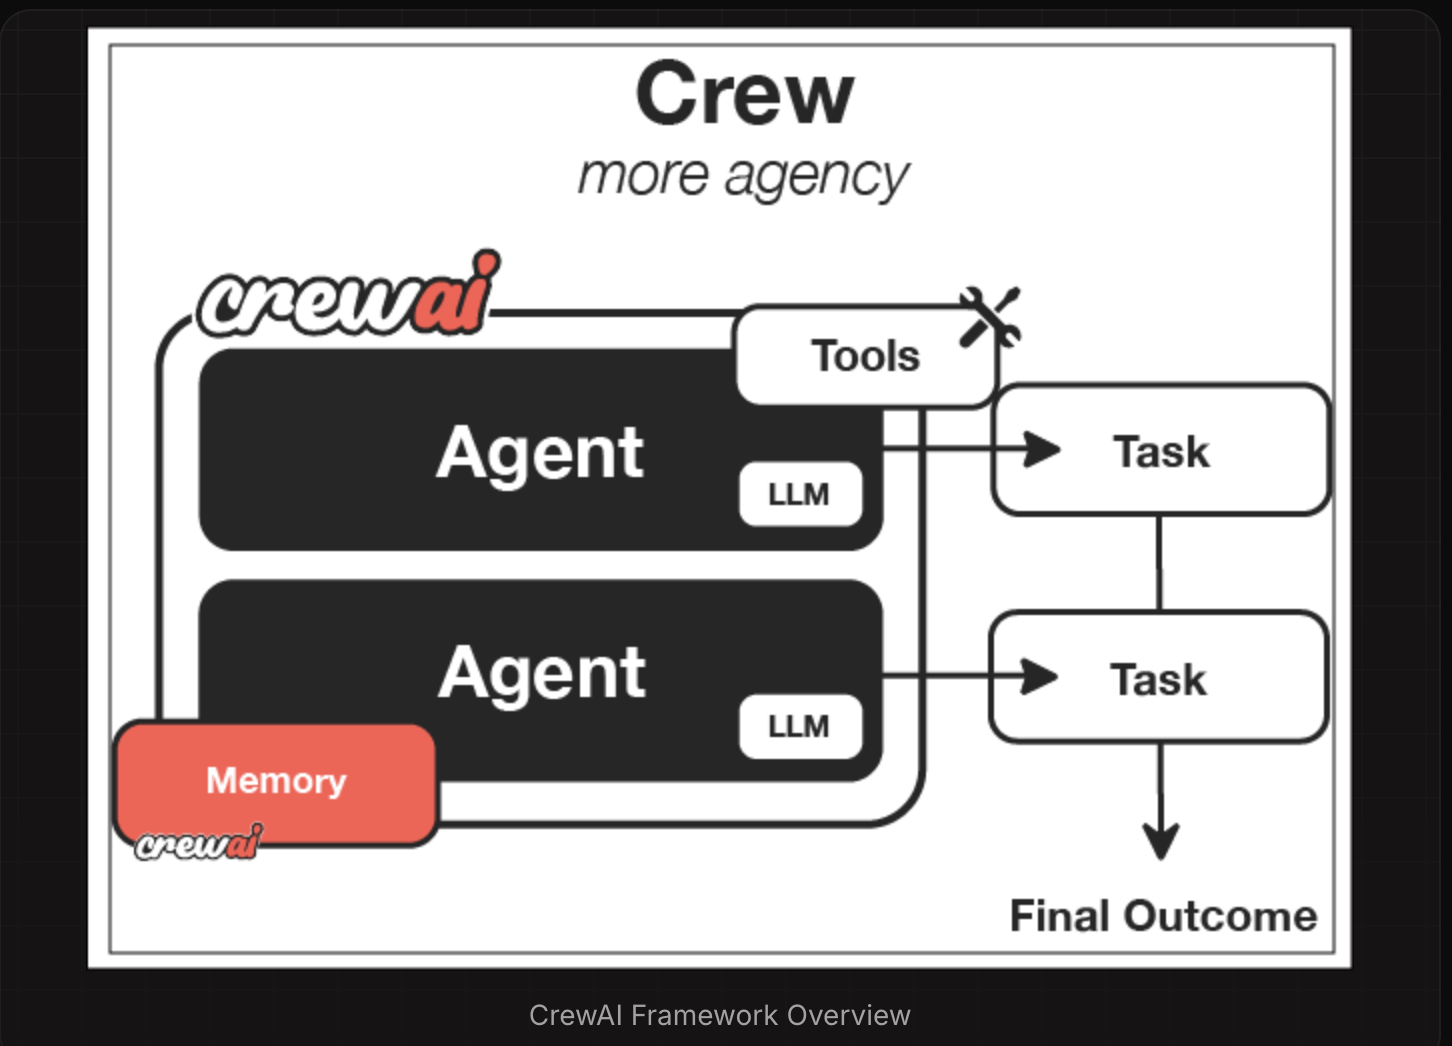 Crew
more agency
crewai
Tools
Agent
LLM
Task
Agent
LLM
Task
Memory
crewai
Final Outcome
CrewAI Framework Overview